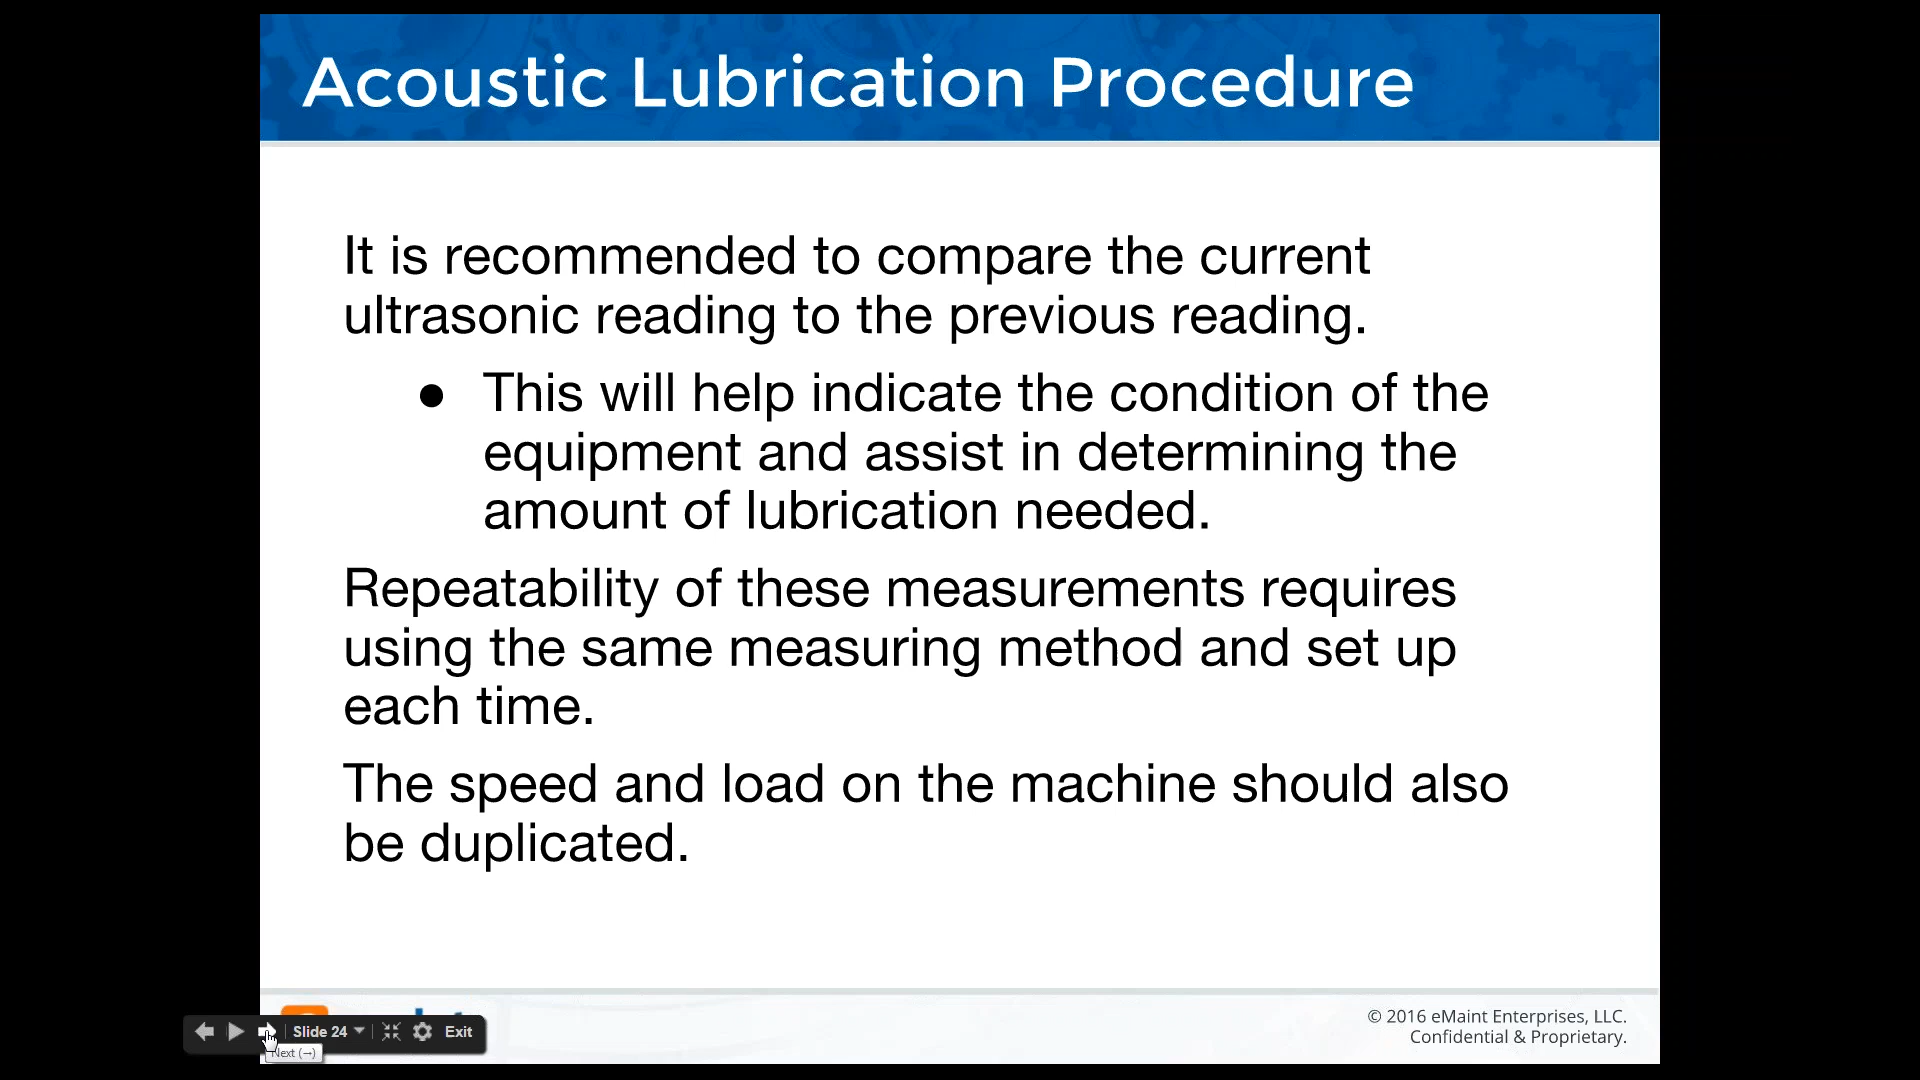 Acoustic Lubrication Procedure
It is recommended to compare the current
ultrasonic reading to the previous reading.
● This will help indicate the condition of the
equipment and assist in determining the
amount of lubrication needed.
Repeatability of these measurements requires
using the same measuring method and set up
each time.
The speed and load on the machine should also
be duplicated.
© 2016 eMaint Enterprises, LLC.
Confidential & Proprietary.
Slide 24
Exit
Next (→)